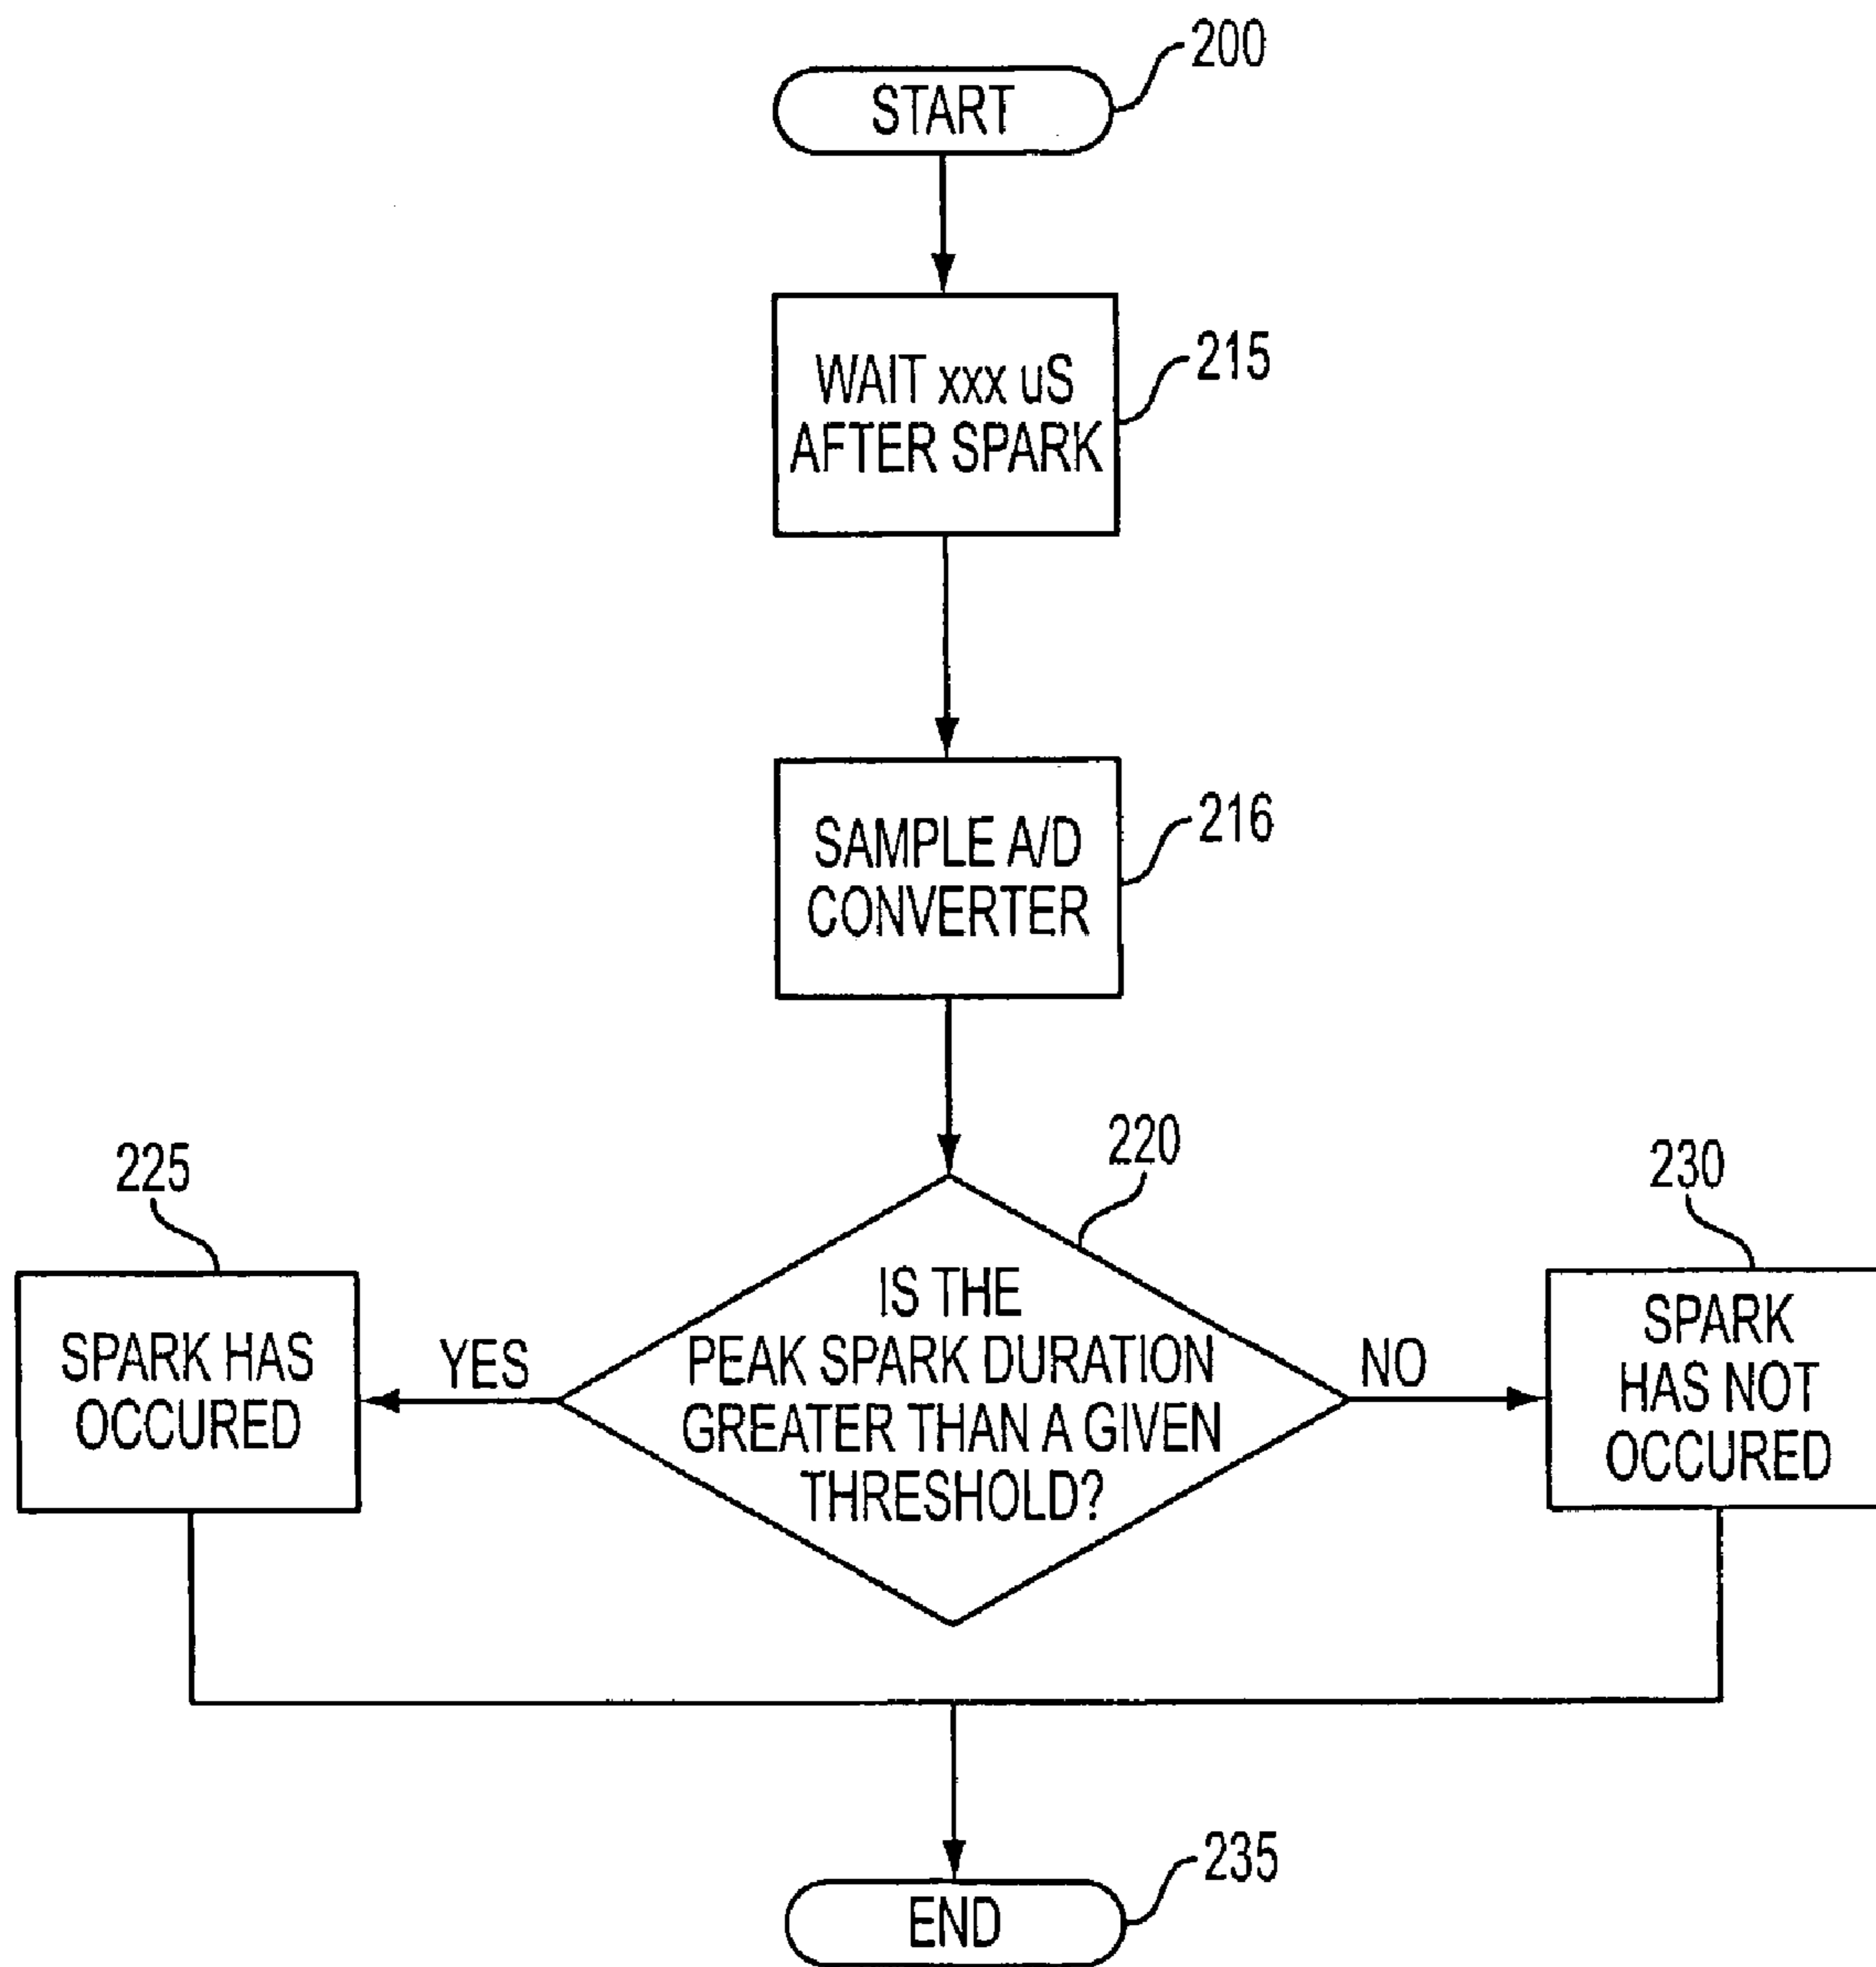 200
START
WAIT xxx uS
AFTER SPARK
215
SAMPLE A/D
CONVERTER
216
220
225
230
IS THE
PEAK SPARK DURATION
GREATER THAN A GIVEN
THRESHOLD?
YES
NO
SPARK HAS
OCCURED
SPARK
HAS NOT
OCCURED
235
END